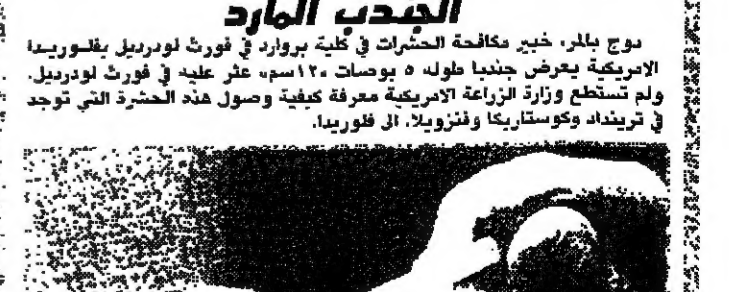 الجندب المارد
دوج بالمر، خبير مكافحة الحشرات في كلية بروارد في فورث لودرديل بفلوريدا
الامريكية يعرض جندبا طوله ٥ بوصات «١٢سم» عثر عليه في فورث لودرديل.
ولم تستطع وزارة الزراعة الامريكية معرفة كيفية وصول هذه الحشرة التي توجد
في ترينداد وكوستاريكا وفنزويلا، الى فلوريدا.